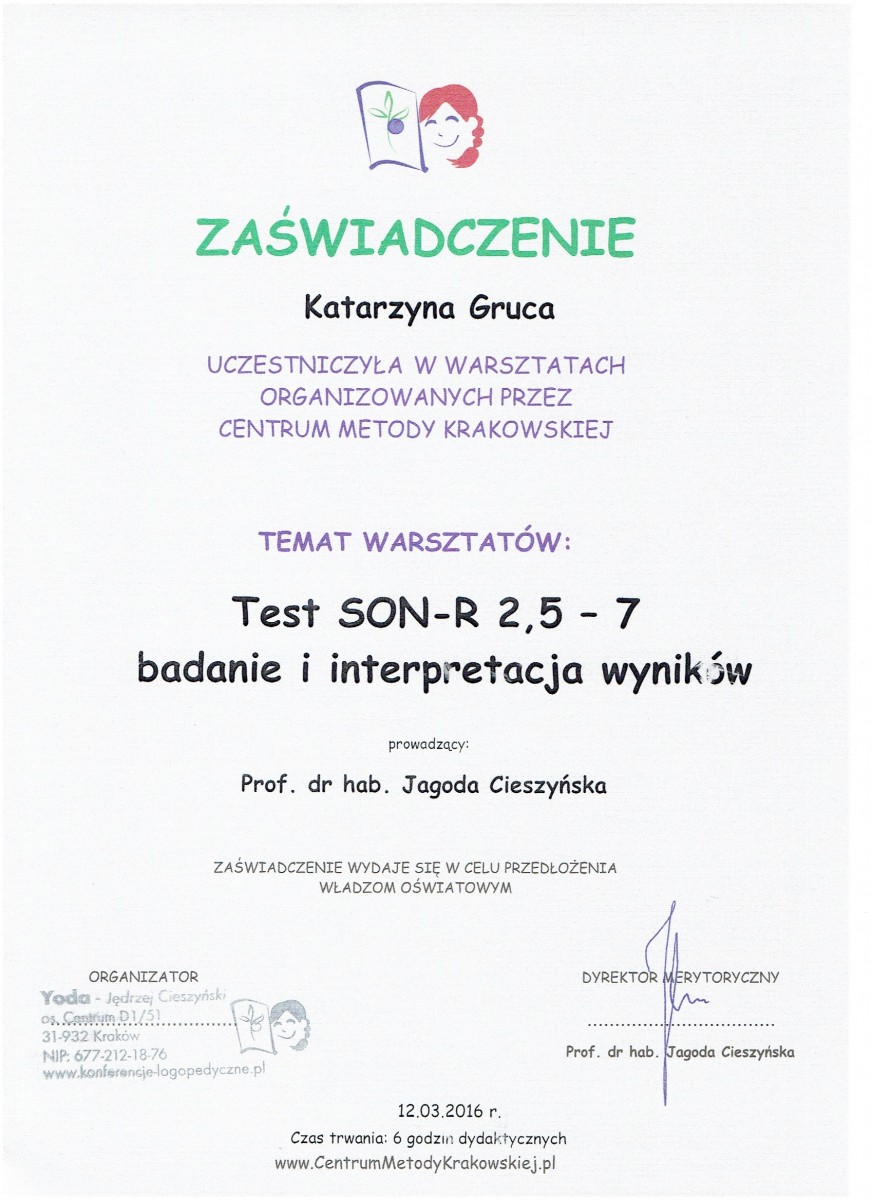 ZAŚWIADCZENIE
Katarzyna Gruca
UCZESTNICZYŁA W WARSZTATACH
ORGANIZOWANYCH PRZEZ
CENTRUM METODY KRAKOWSKIEJ
TEMAT WARSZTATÓW:
Test SON-R 2,5 – 7
badanie i interpretacja wyników
prowadzący:
Prof. dr hab. Jagoda Cieszyńska
ZAŚWIADCZENIE WYDAJE SIĘ W CELU PRZEDŁOŻENIA
WŁADZOM OŚWIATOWYM
ORGANIZATOR
Yoda - Jędrzej Cieszyński
os. Centrum D1/51
31-932 Kraków
NIP: 677-212-18-76
www.konferencje-logopedyczne.pl
DYREKTOR MERYTORYCZNY
Prof. dr hab. Jagoda Cieszyńska
12.03.2016 r.
Czas trwania: 6 godzin dydaktycznych
www.CentrumMetodyKrakowskiej.pl